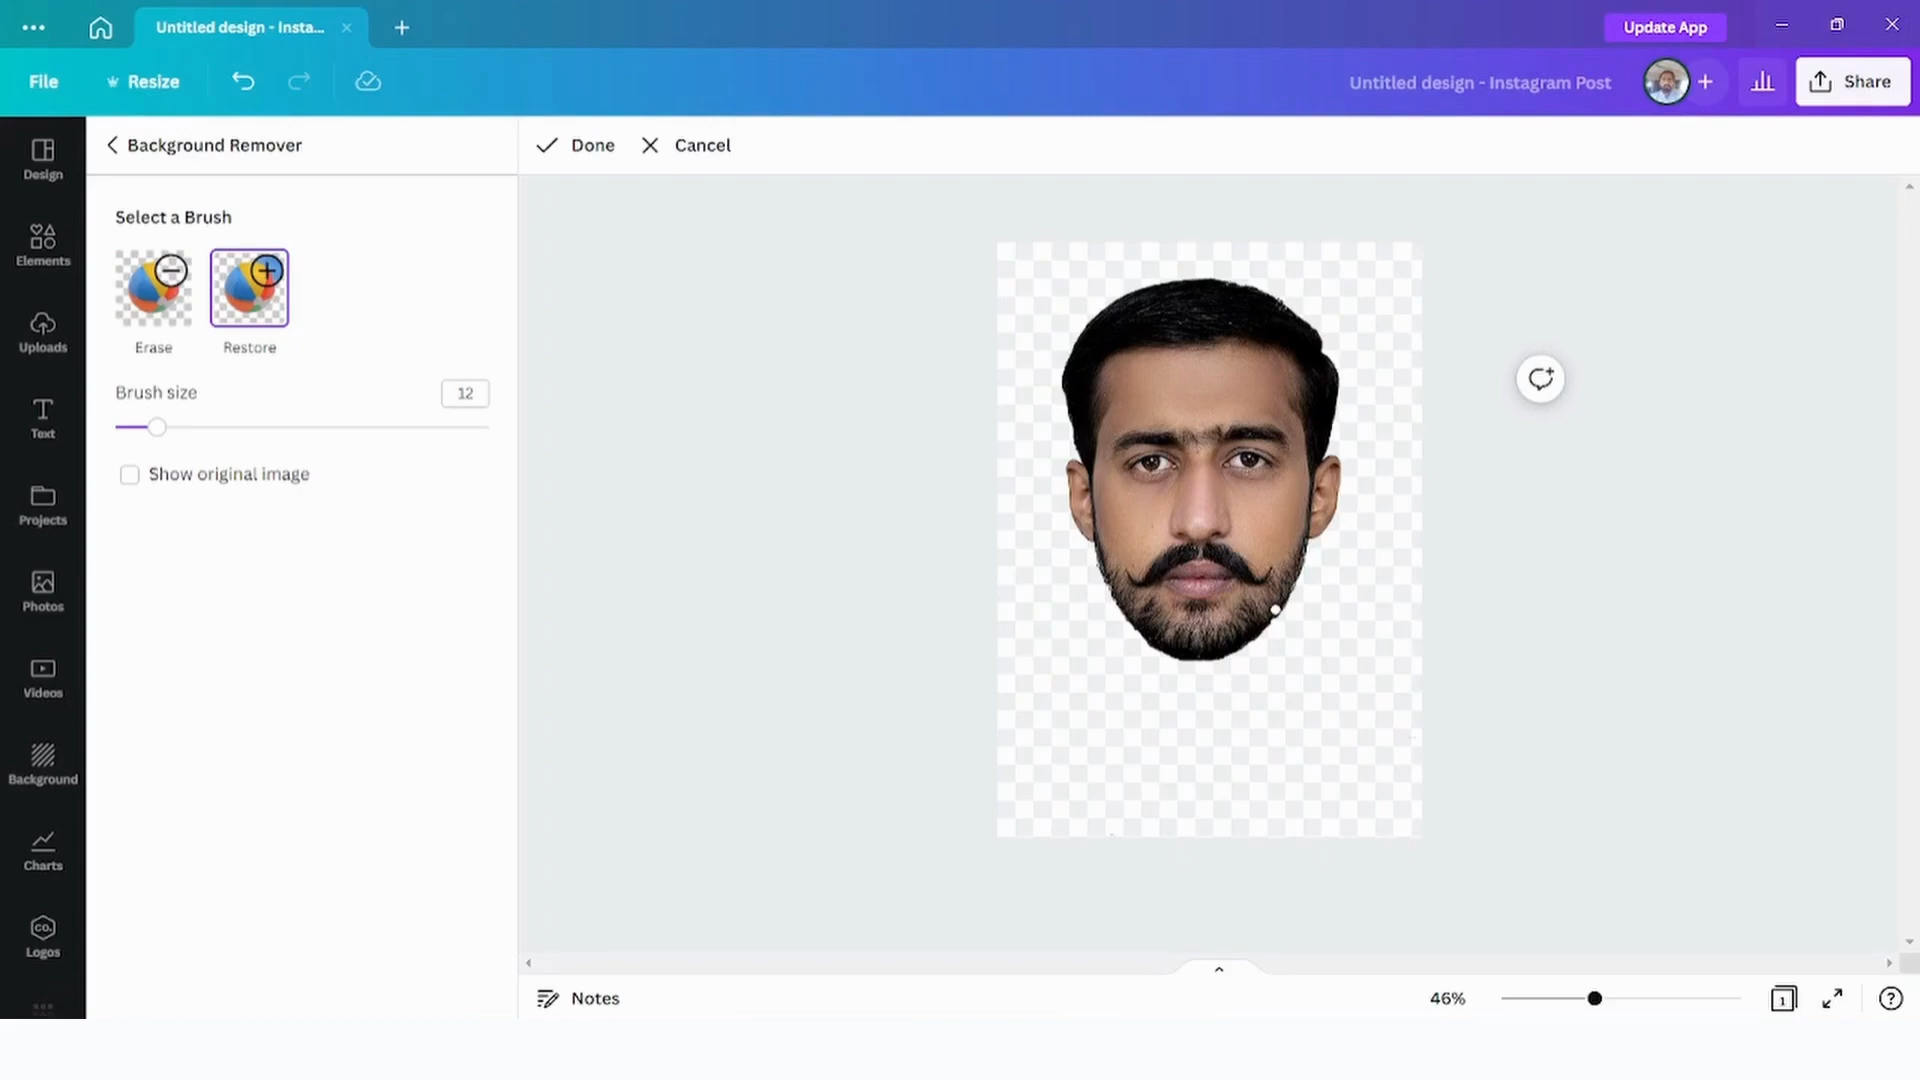 Untitled design - Insta...
Update App
File
Resize
Untitled design - Instagram Post
Share
Design
Elements
Uploads
Text
Projects
Photos
Videos
Background
Charts
CO.
Logos
Background Remover
Done
Cancel
Select a Brush
Erase
Restore
Brush size
12
Show original image
Notes
46%
1
?